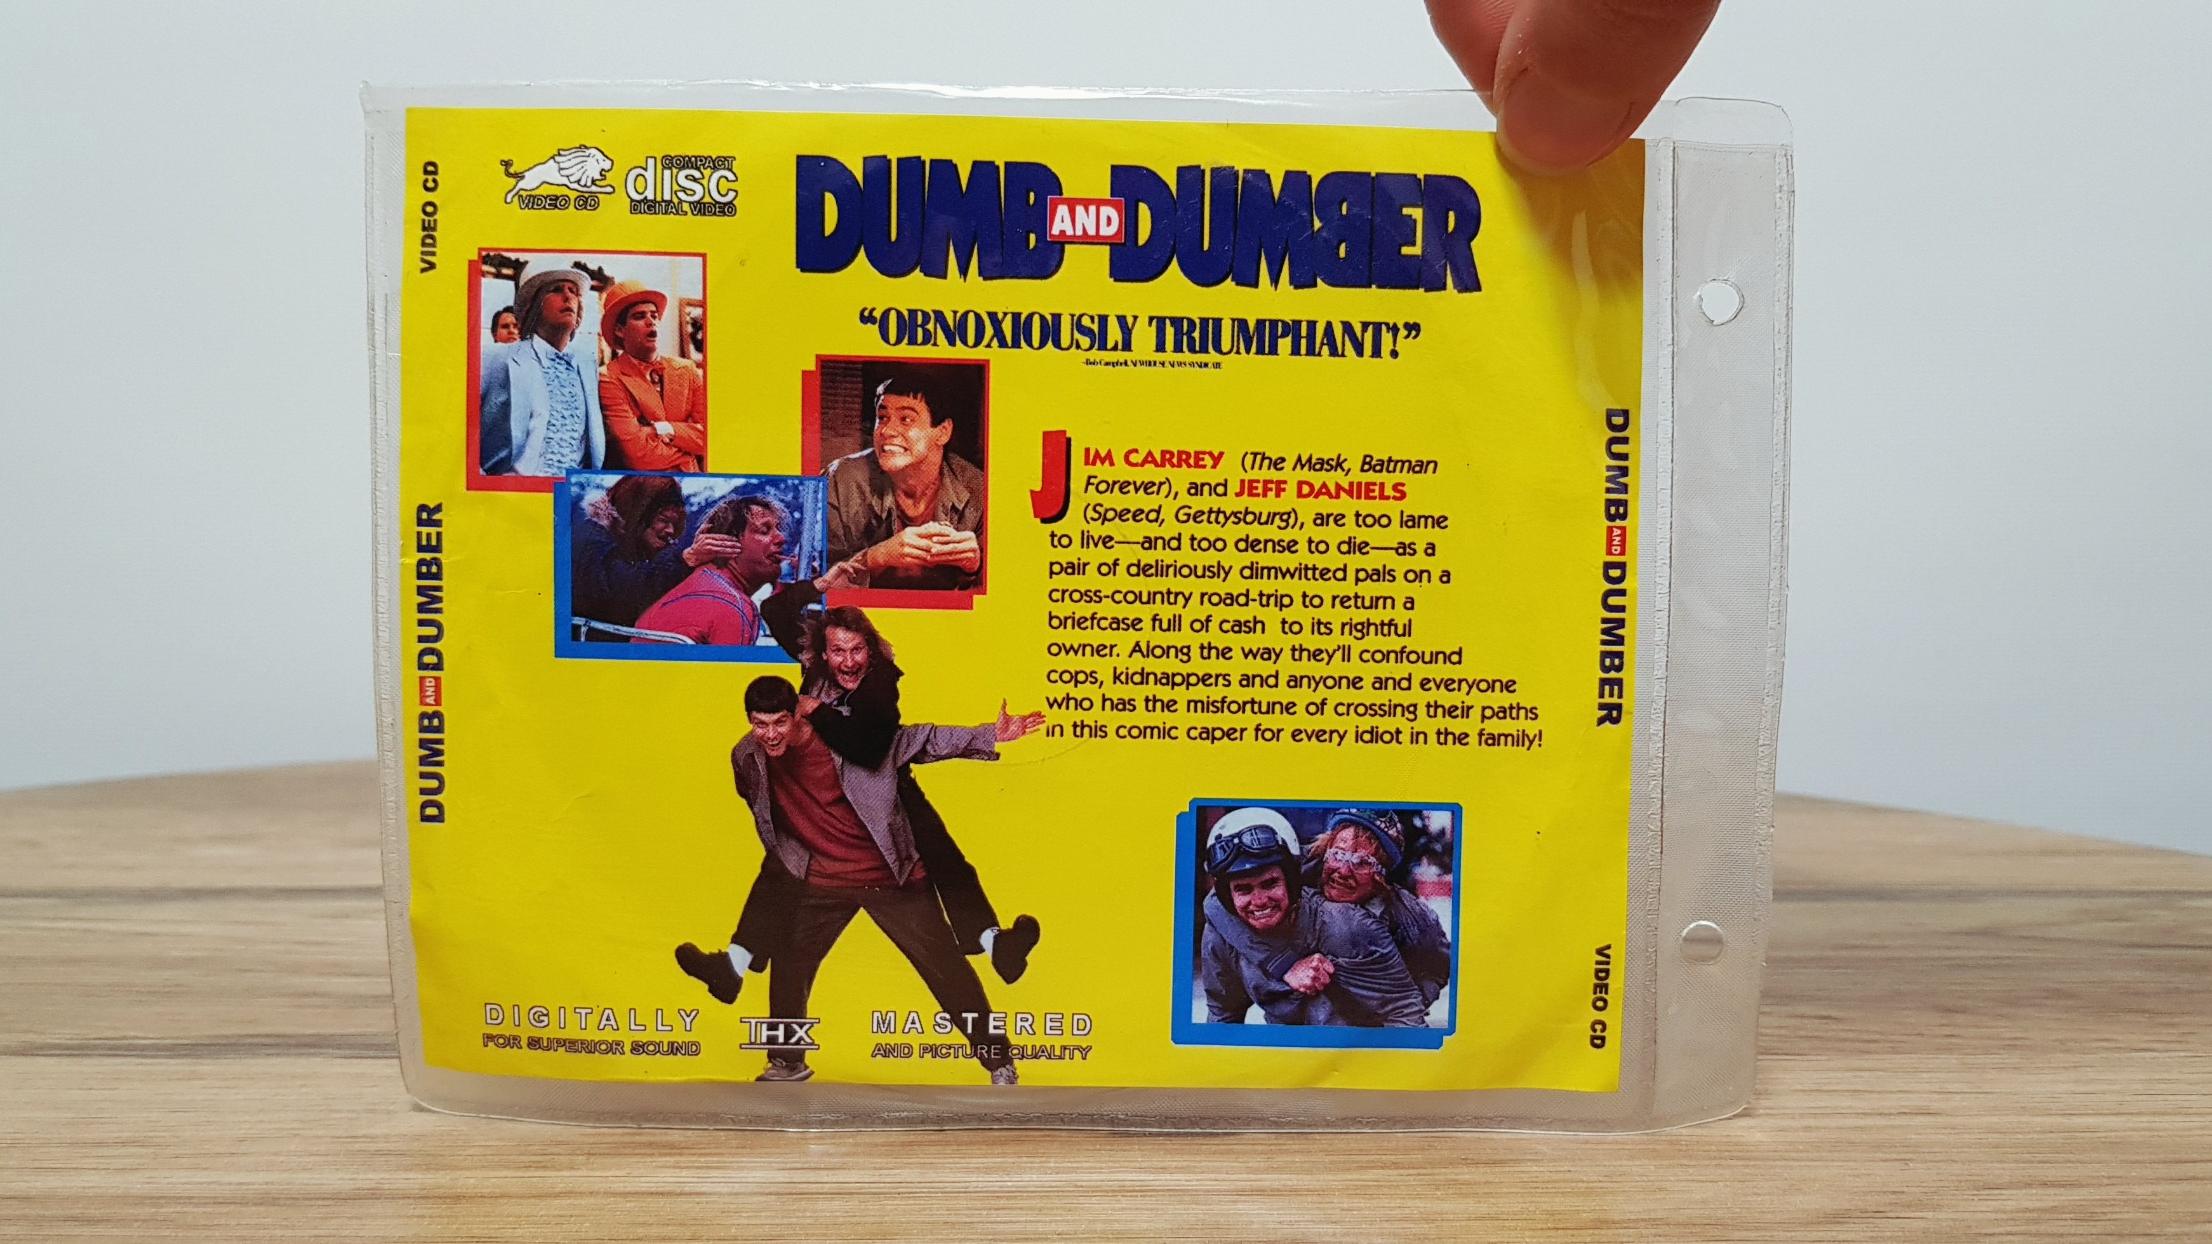 VIDEO CD
DUMB AND DUMBER
VIDEO CD
COMPACT
disc
DIGITAL VIDEO
DUMB AND DUMBER
“OBNOXIOUSLY TRIUMPHANT!”
-Bob Campbell, NEWHOUSE NEWS SYNDICATE
JIM CARREY (The Mask, Batman
Forever), and JEFF DANIELS
(Speed, Gettysburg), are too lame
to live—and too dense to die—as a
pair of deliriously dimwitted pals on a
cross-country road-trip to return a
briefcase full of cash to its rightful
owner. Along the way they'll confound
cops, kidnappers and anyone and everyone
who has the misfortune of crossing their paths
in this comic caper for every idiot in the family!
DIGITALLY
FOR SUPERIOR SOUND
THX
MASTERED
AND PICTURE QUALITY
DUMB AND DUMBER
VIDEO CD